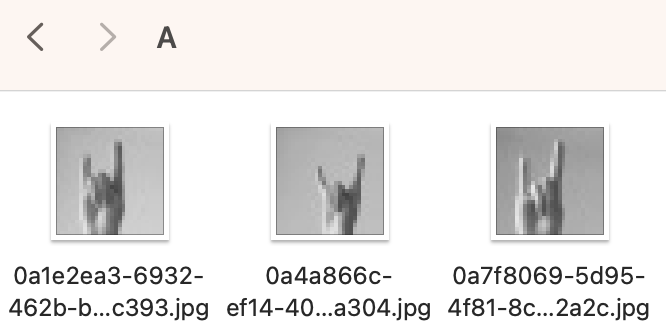 A
0a1e2ea3-6932-
462b-b...c393.jpg
0a4a866c-
ef14-40...a304.jpg
0a7f8069-5d95-
4f81-8c...2a2c.jpg